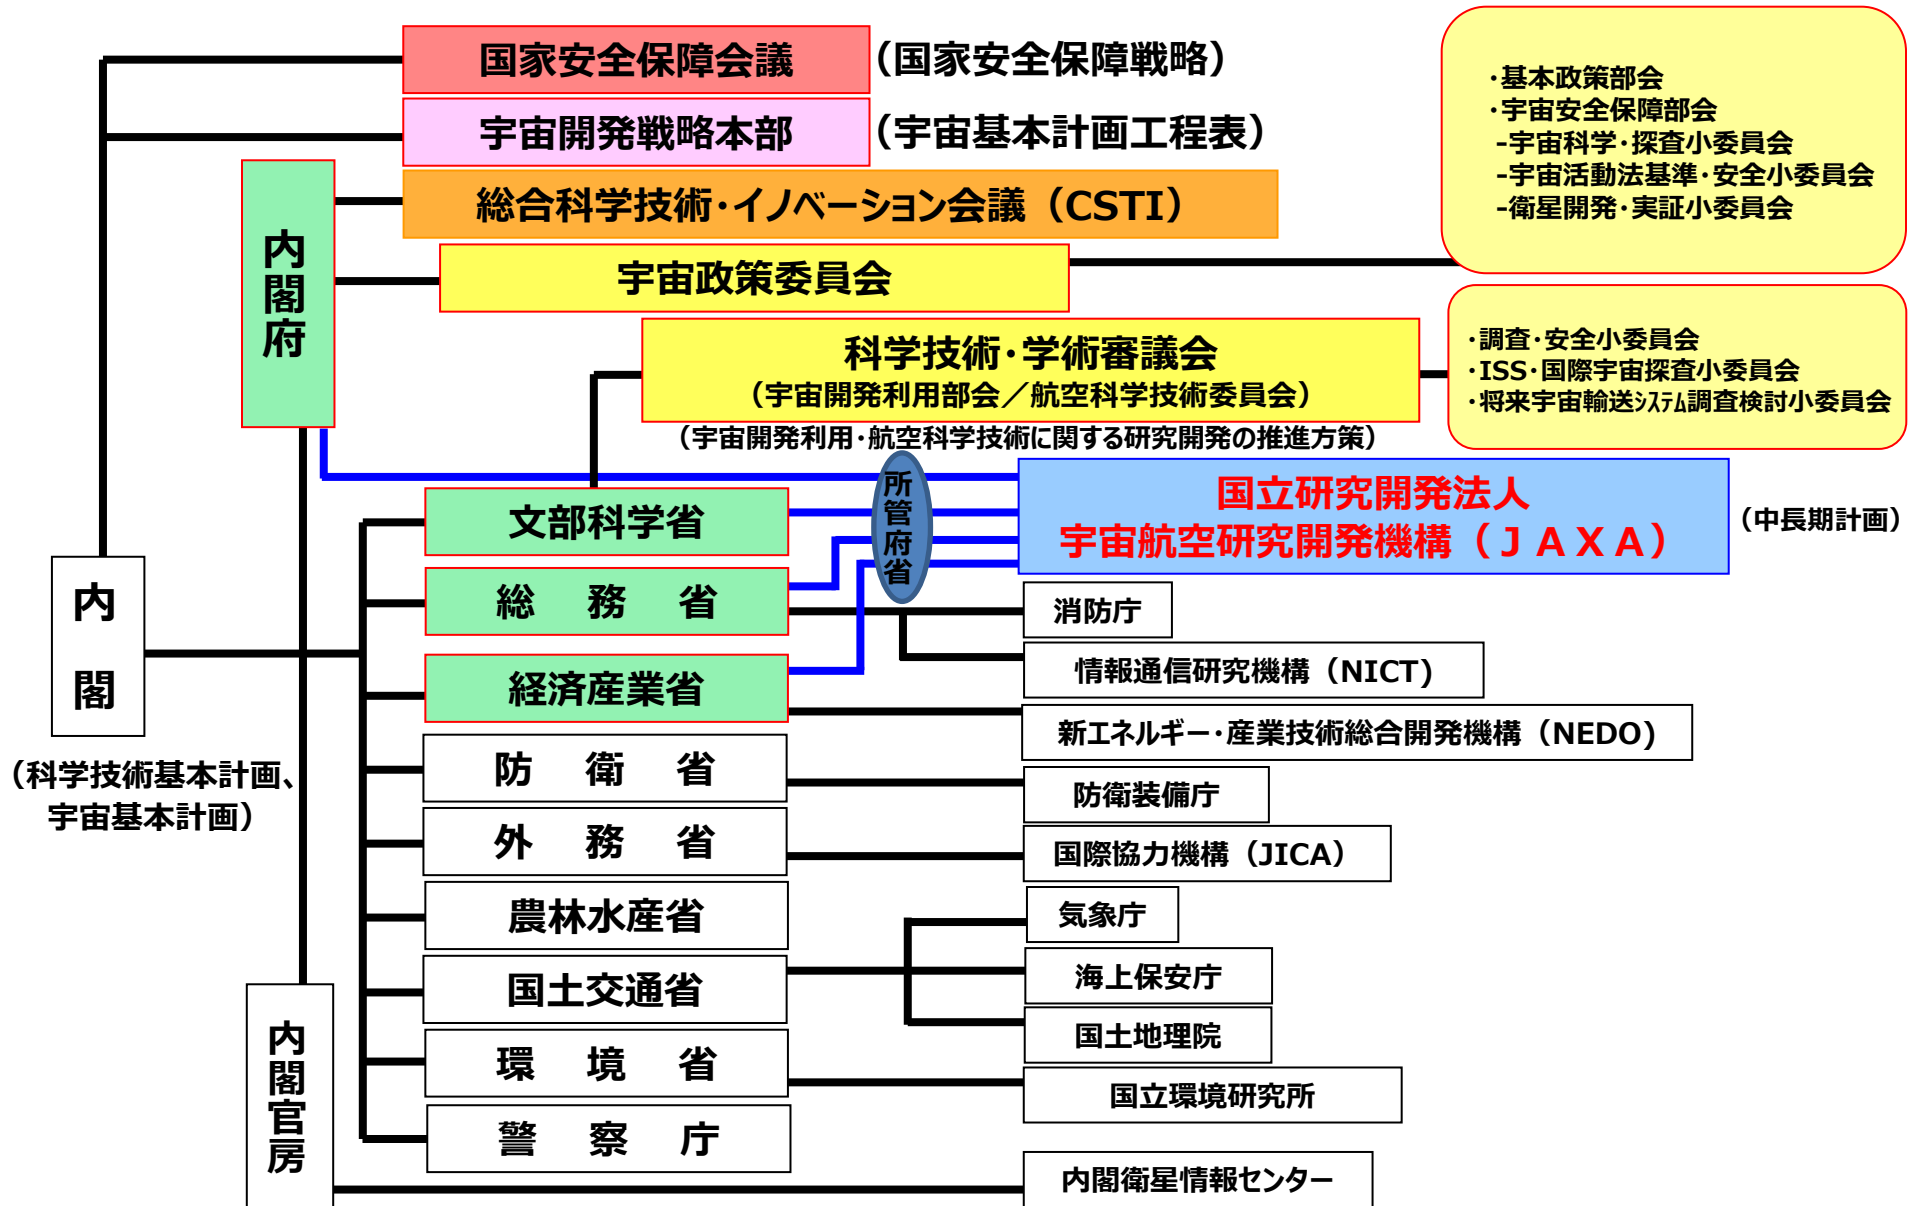 国家安全保障会議
（国家安全保障戦略）
宇宙開発戦略本部
（宇宙基本計画工程表）
総合科学技術・イノベーション会議（CSTI）
宇宙政策委員会
・基本政策部会
・宇宙安全保障部会
-宇宙科学・探査小委員会
-宇宙活動法基準・安全小委員会
-衛星開発・実証小委員会
内閣府
科学技術・学術審議会
（宇宙開発利用部会／航空科学技術委員会）
（宇宙開発利用・航空科学技術に関する研究開発の推進方策）
・調査・安全小委員会
・ISS・国際宇宙探査小委員会
・将来宇宙輸送ｼｽﾃﾑ調査検討小委員会
所管府省
国立研究開発法人
宇宙航空研究開発機構（ＪＡＸＡ）
（中長期計画）
内閣
（科学技術基本計画、
宇宙基本計画）
文部科学省
総務省
経済産業省
防衛省
外務省
農林水産省
国土交通省
環境省
警察庁
消防庁
情報通信研究機構（NICT）
新エネルギー・産業技術総合開発機構（NEDO）
防衛装備庁
国際協力機構（JICA）
気象庁
海上保安庁
国土地理院
国立環境研究所
内閣官房
内閣衛星情報センター